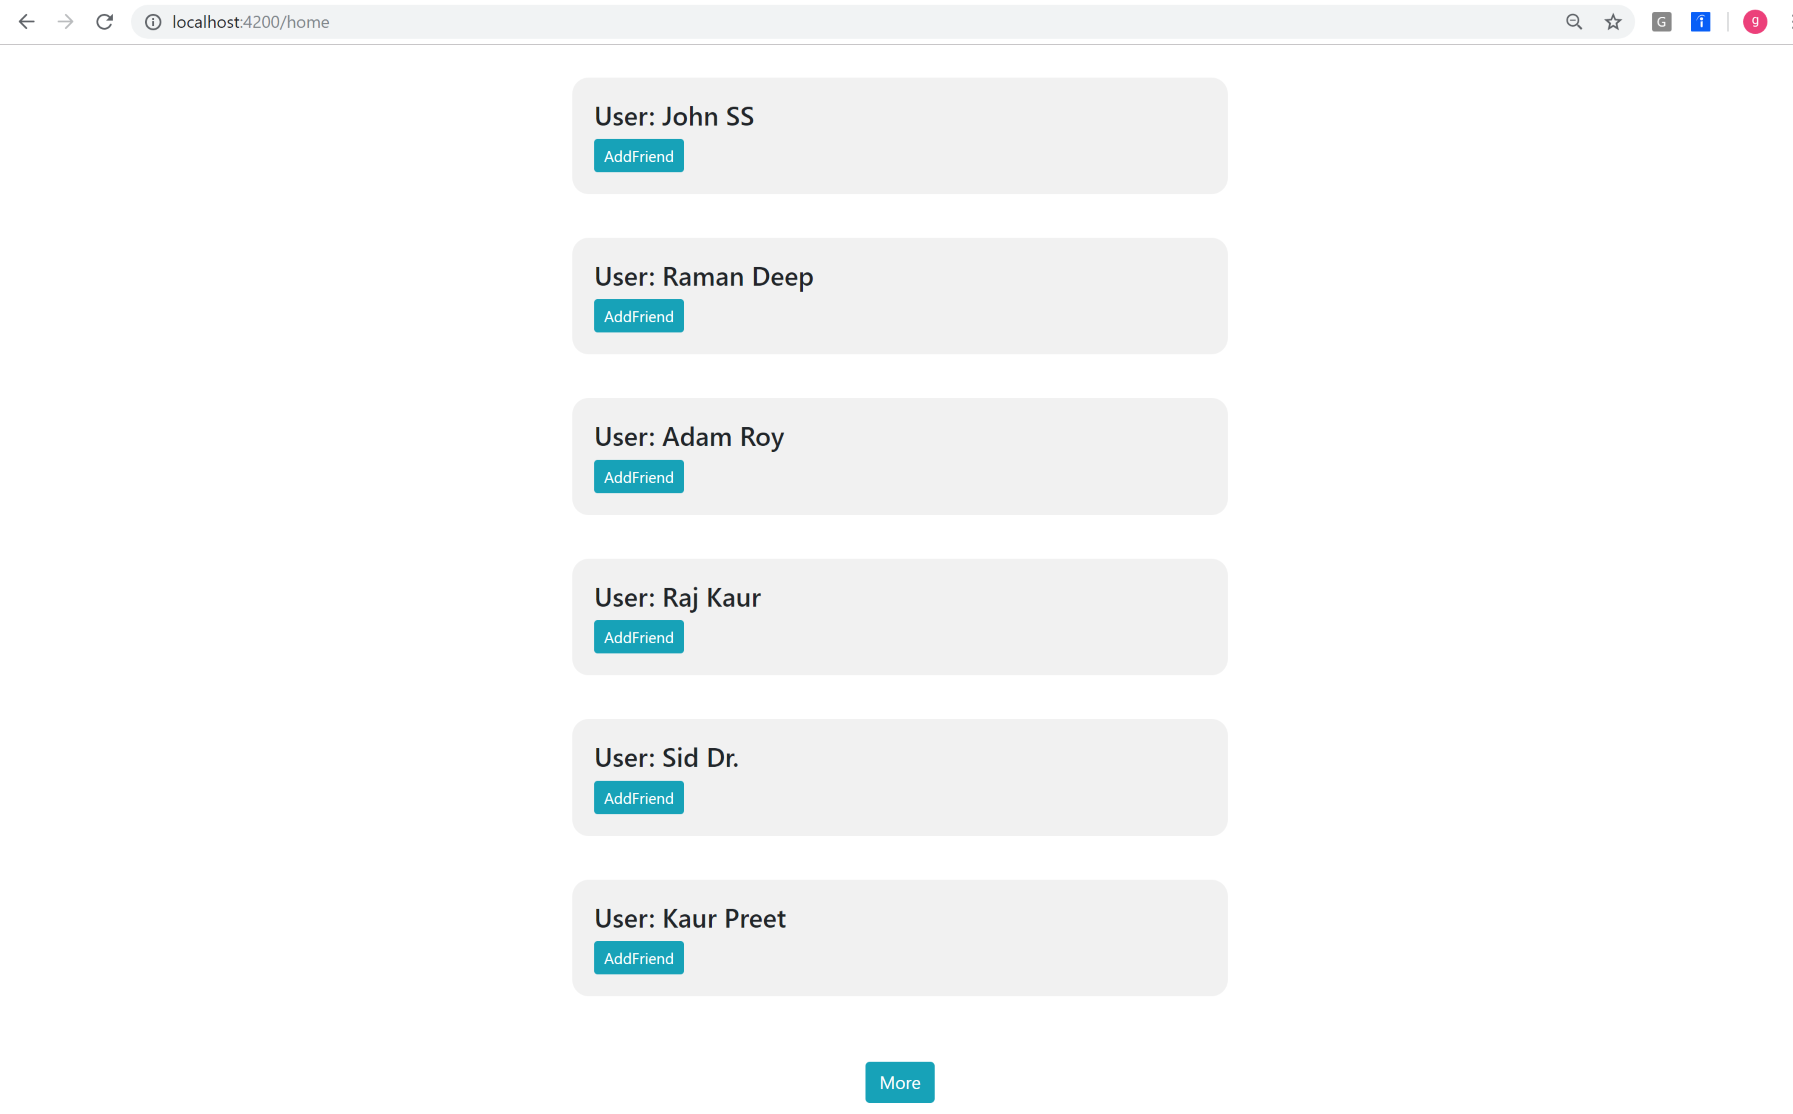 localhost:4200/home
G
g
User: John SS
AddFriend
User: Raman Deep
AddFriend
User: Adam Roy
AddFriend
User: Raj Kaur
AddFriend
User: Sid Dr.
AddFriend
User: Kaur Preet
AddFriend
More